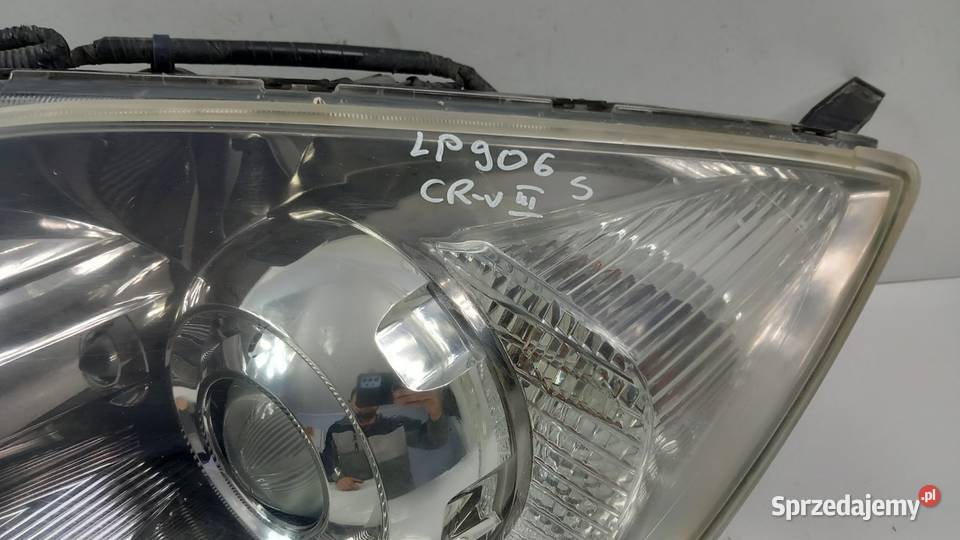 LP906
CR-V III S
Sprzedajemy.pl